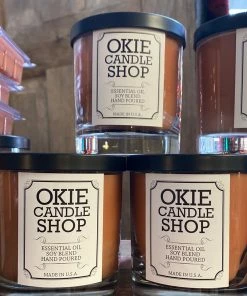 OKIE
CANDLE
SHOP
ESSENTIAL OIL
SOY BLEND
HAND POURED
MADE IN U.S.A.
OKIE
CANDLE
SHOP
ESSENTIAL OIL
SOY BLEND
HAND POURED
MADE IN U.S.A.
OKIE
CANDLE
SHOP
ESSENTIAL OIL
SOY BLEND
HAND POURED
MADE IN U.S.A.